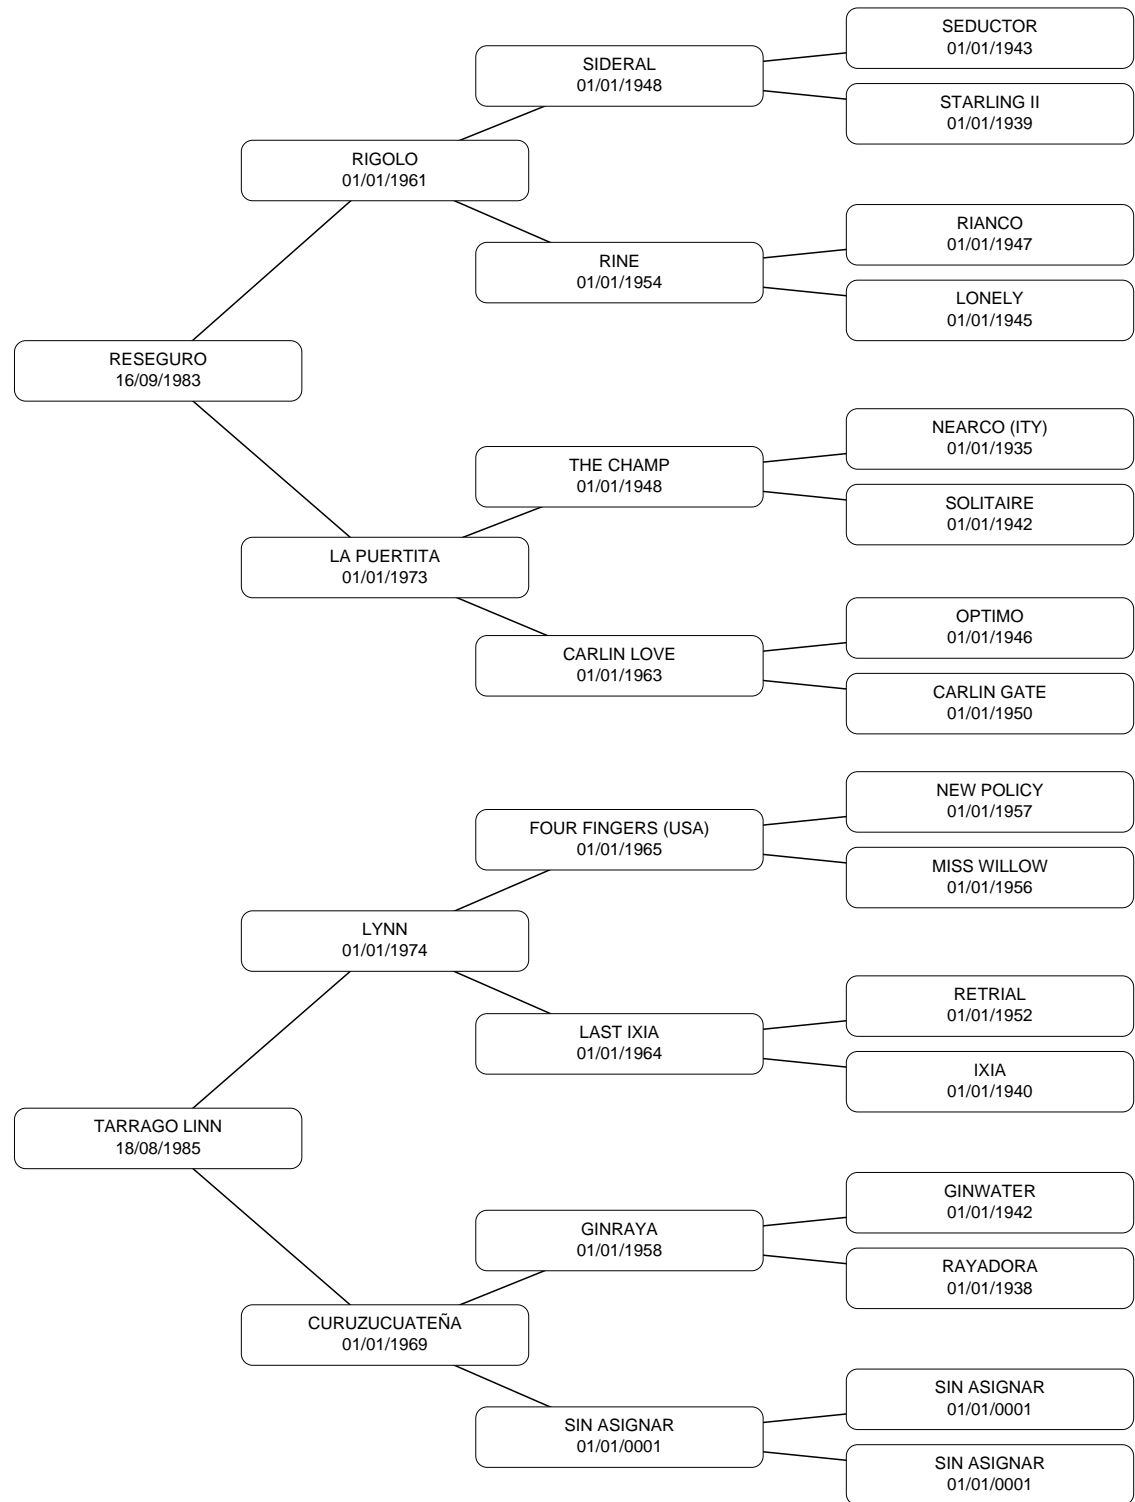 SEDUCTOR
01/01/1943
SIDERAL
01/01/1948
STARLING II
01/01/1939
RIGOLO
01/01/1961
RIANCO
01/01/1947
RINE
01/01/1954
LONELY
01/01/1945
RESEGURO
16/09/1983
NEARCO (ITY)
01/01/1935
THE CHAMP
01/01/1948
SOLITAIRE
01/01/1942
LA PUERTITA
01/01/1973
OPTIMO
01/01/1946
CARLIN LOVE
01/01/1963
CARLIN GATE
01/01/1950
NEW POLICY
01/01/1957
FOUR FINGERS (USA)
01/01/1965
MISS WILLOW
01/01/1956
LYNN
01/01/1974
RETRIAL
01/01/1952
LAST IXIA
01/01/1964
IXIA
01/01/1940
TARRAGO LINN
18/08/1985
GINWATER
01/01/1942
GINRAYA
01/01/1958
RAYADORA
01/01/1938
CURUZUCUATEÑA
01/01/1969
SIN ASIGNAR
01/01/0001
SIN ASIGNAR
01/01/0001
SIN ASIGNAR
01/01/0001